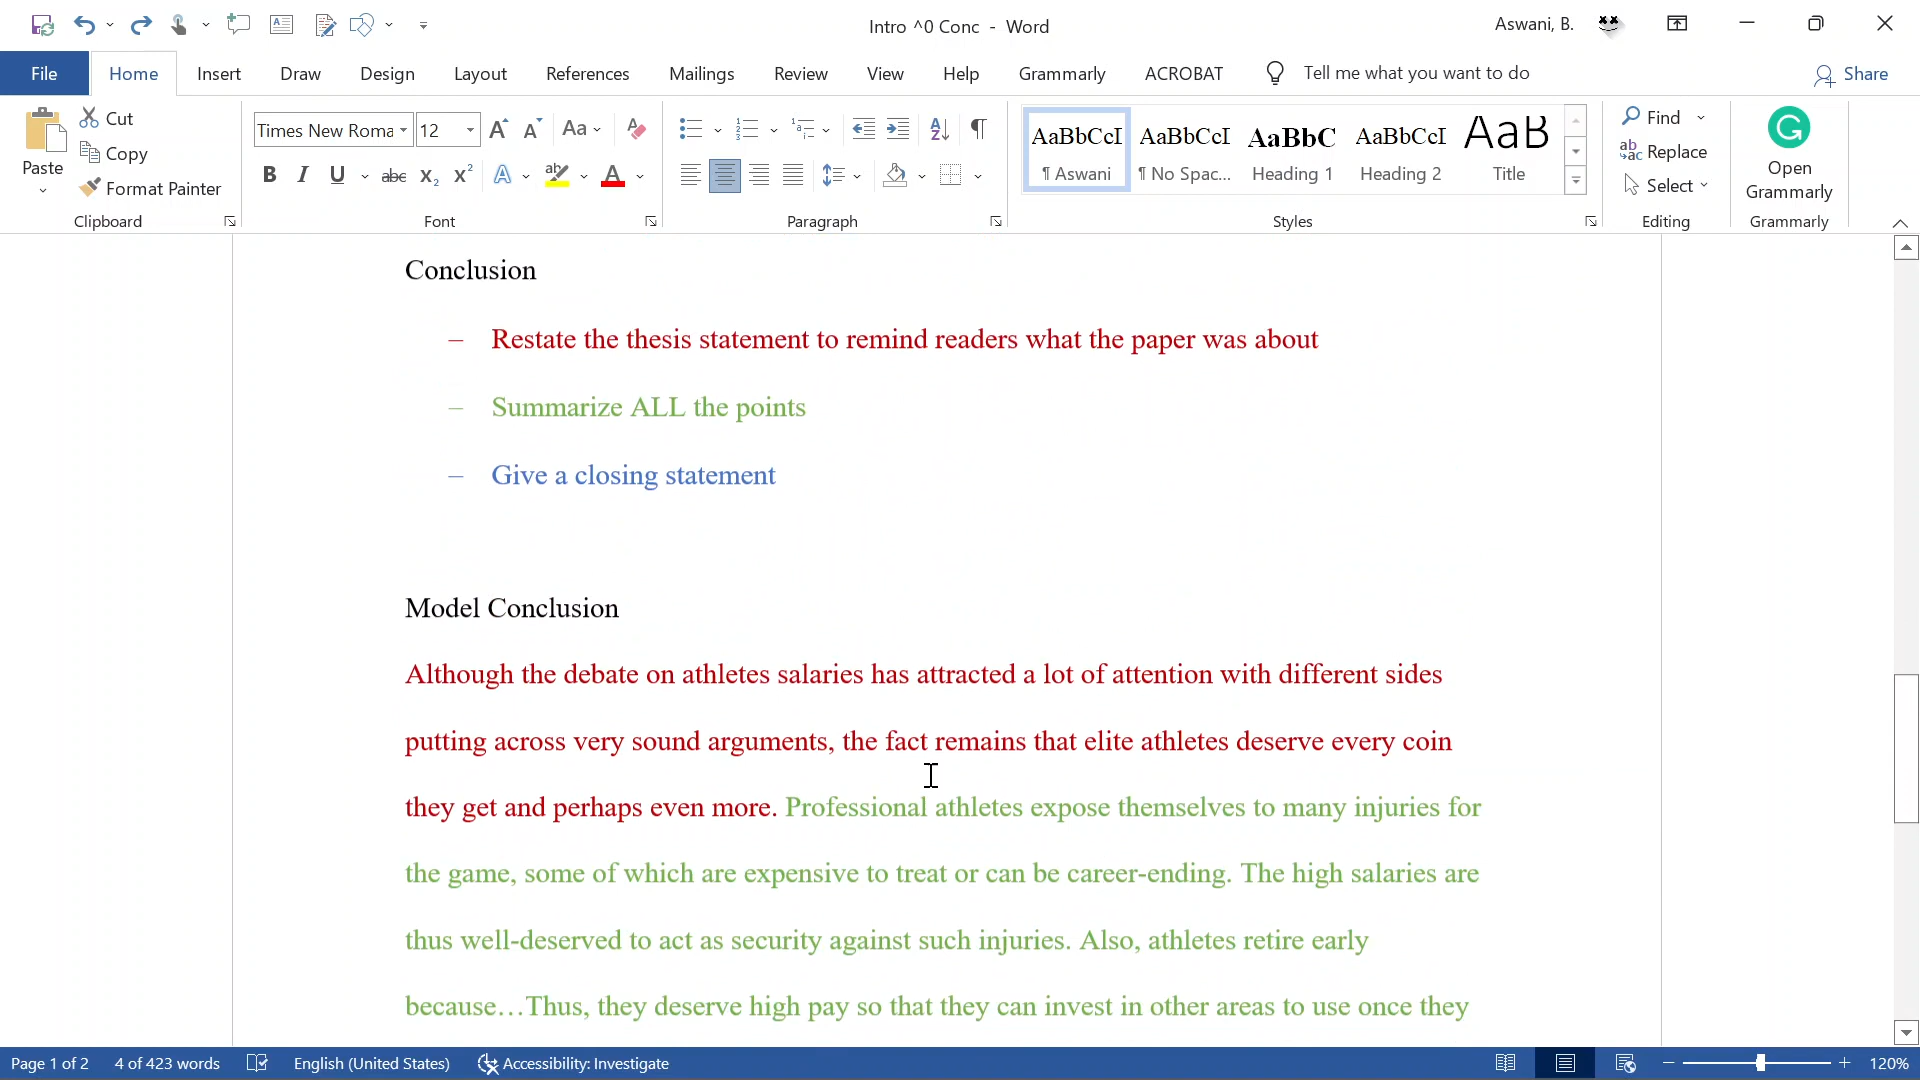 Intro ^0 Conc - Word
Aswani, B.
File Home Insert Draw Design Layout References Mailings Review View Help Grammarly ACROBAT Tell me what you want to do Share
Paste
Cut
Copy
Format Painter
Clipboard
Times New Roma 12
Font
Paragraph
AaBbCcI AaBbCcI AaBbC AaBbCcI AaB
¶ Aswani ¶ No Spac... Heading 1 Heading 2 Title
Styles
Find
Replace
Select
Editing
Open
Grammarly
Grammarly
Conclusion
– Restate the thesis statement to remind readers what the paper was about
– Summarize ALL the points
– Give a closing statement
Model Conclusion
Although the debate on athletes salaries has attracted a lot of attention with different sides
putting across very sound arguments, the fact remains that elite athletes deserve every coin
they get and perhaps even more. Professional athletes expose themselves to many injuries for
the game, some of which are expensive to treat or can be career-ending. The high salaries are
thus well-deserved to act as security against such injuries. Also, athletes retire early
because…Thus, they deserve high pay so that they can invest in other areas to use once they
Page 1 of 2 4 of 423 words English (United States) Accessibility: Investigate 120%